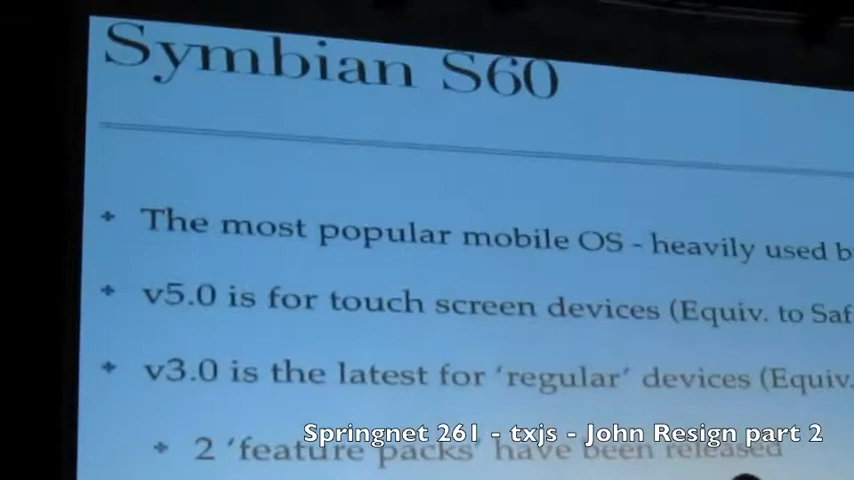 Symbian S60
The most popular mobile OS - heavily used b
v5.0 is for touch screen devices (Equiv. to Saf
v3.0 is the latest for ‘regular’ devices (Equiv.
2 ‘feature packs’ have been released
Springnet 261 - txjs - John Resign part 2